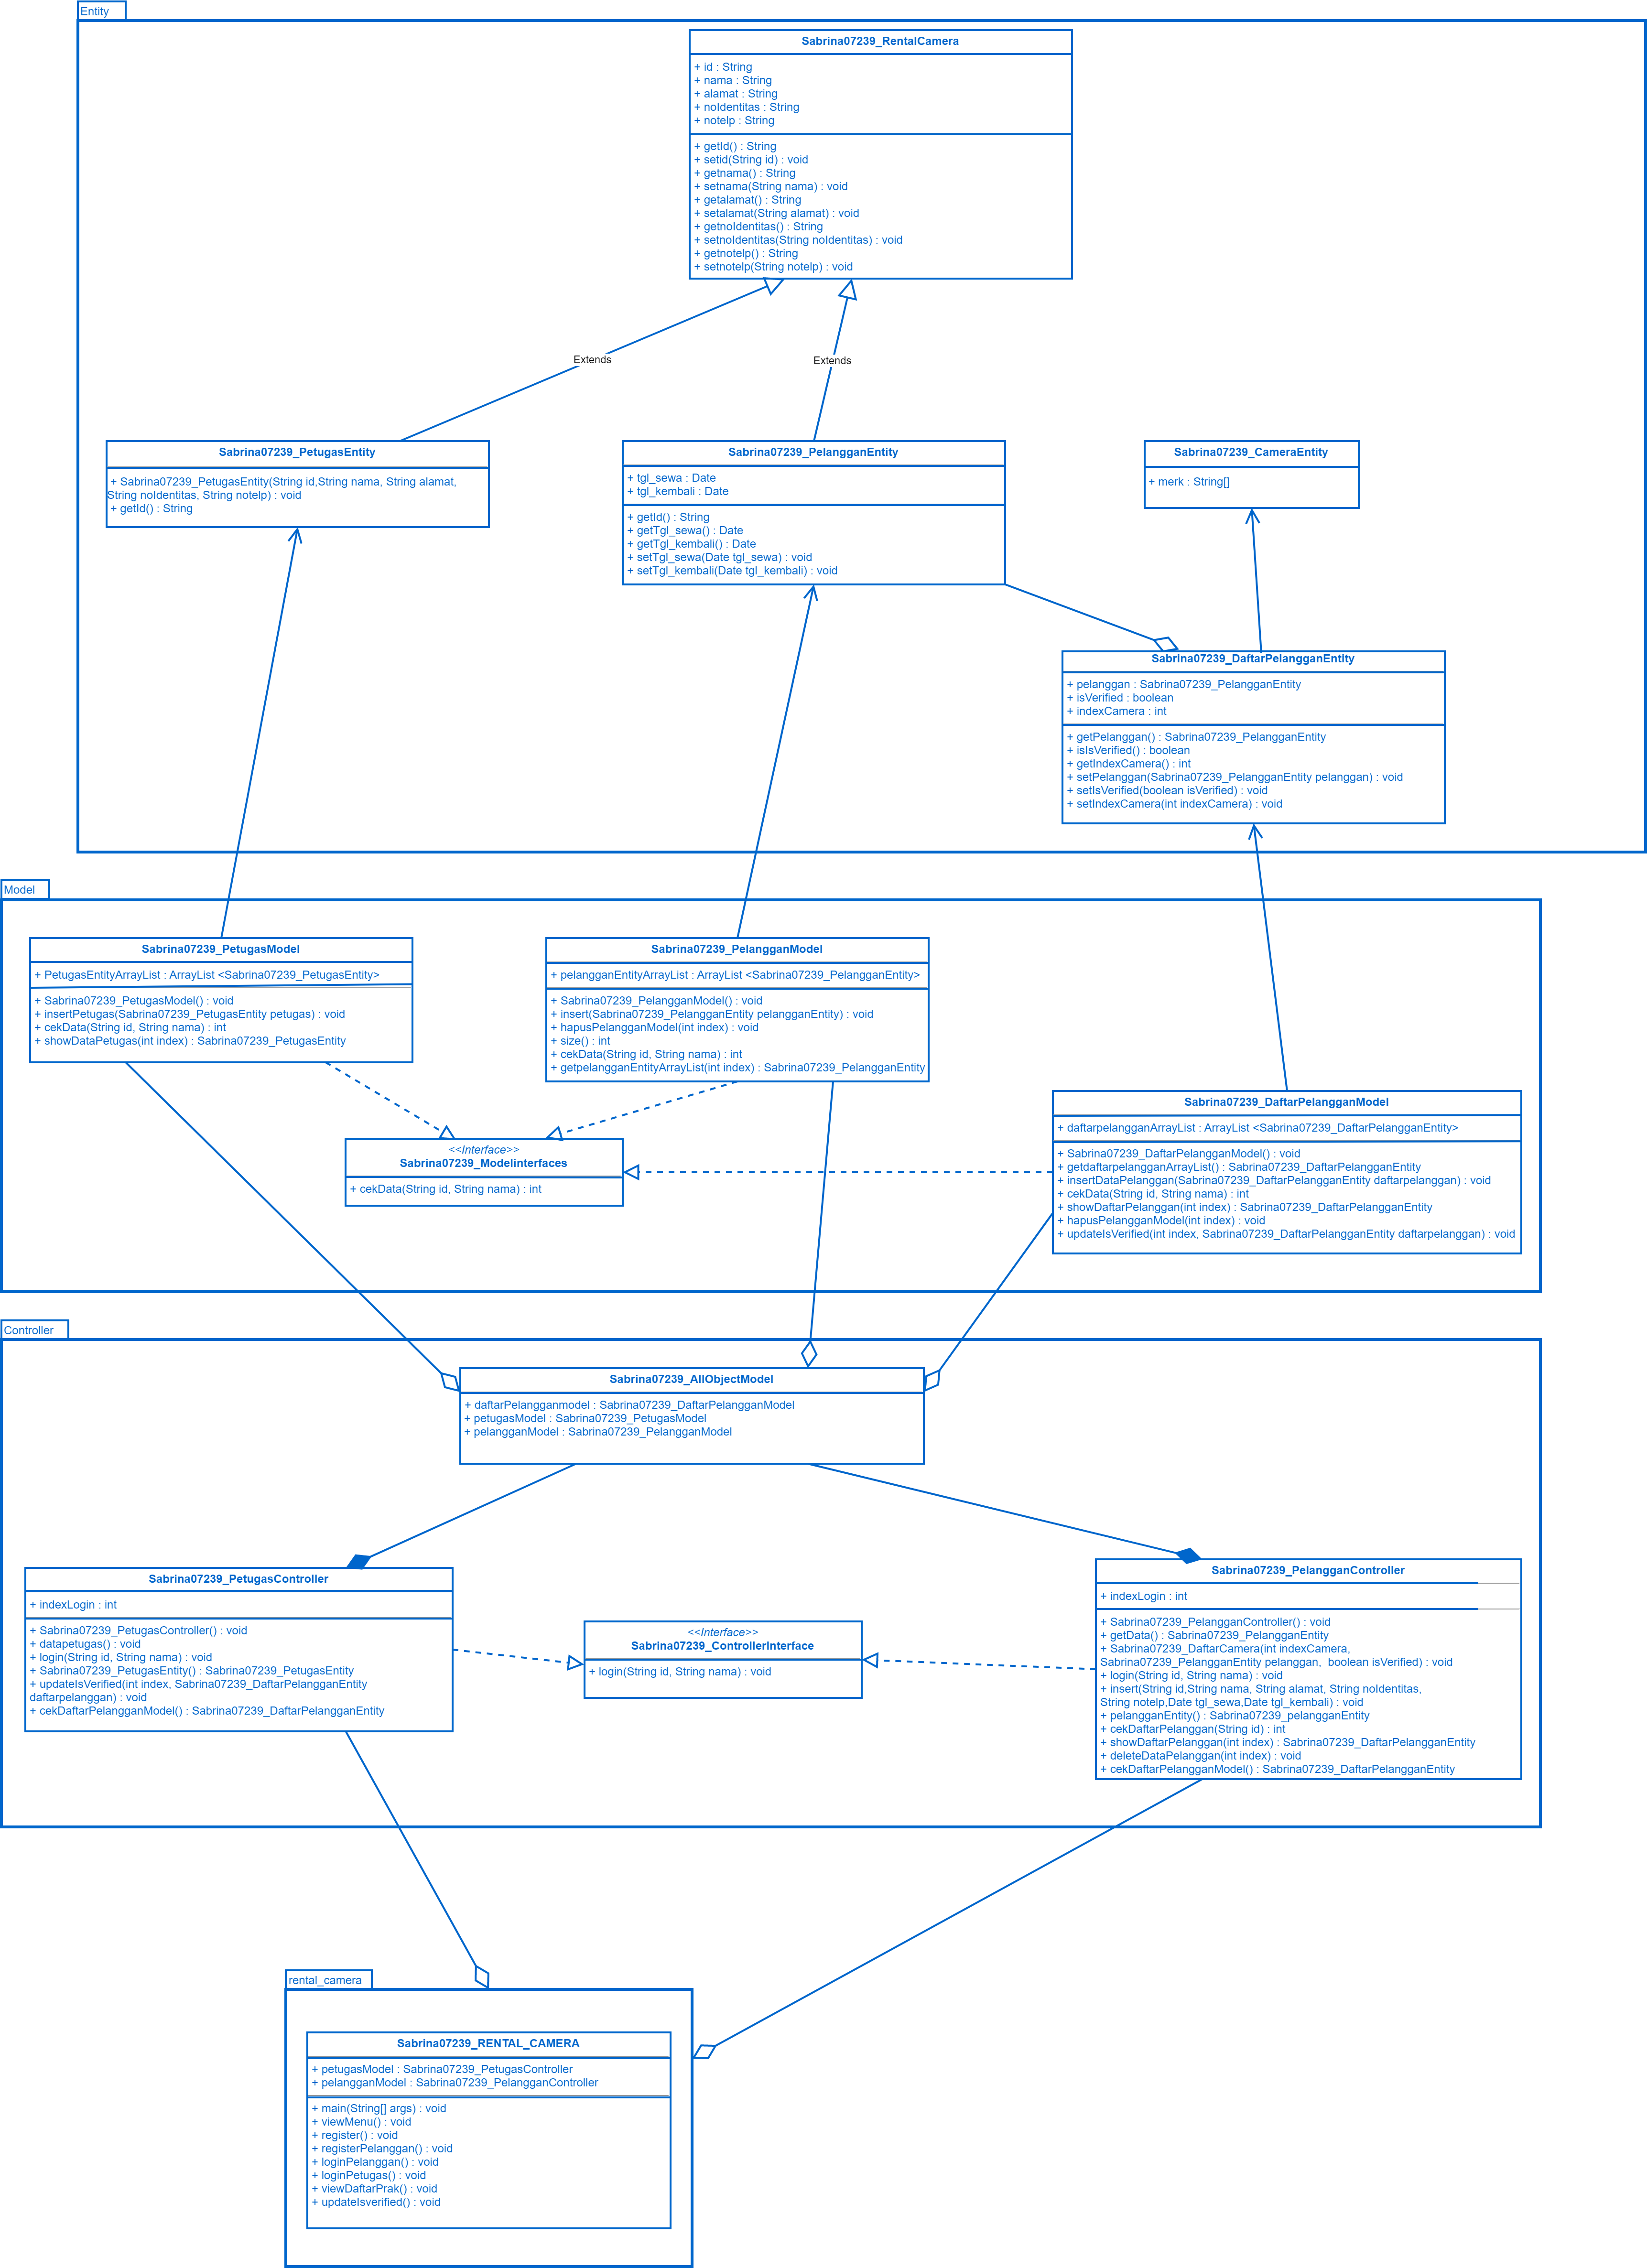 Entity
Sabrina07239_RentalCamera
+ id : String
+ nama : String
+ alamat : String
+ noIdentitas : String
+ notelp : String
+ getId() : String
+ setid(String id) : void
+ getnama() : String
+ setnama(String nama) : void
+ getalamat() : String
+ setalamat(String alamat) : void
+ getnoIdentitas() : String
+ setnoIdentitas(String noIdentitas) : void
+ getnotelp() : String
+ setnotelp(String notelp) : void
Extends
Extends
Sabrina07239_PetugasEntity
+ Sabrina07239_PetugasEntity(String id,String nama, String alamat,
String noIdentitas, String notelp) : void
+ getId() : String
Sabrina07239_PelangganEntity
+ tgl_sewa : Date
+ tgl_kembali : Date
+ getId() : String
+ getTgl_sewa() : Date
+ getTgl_kembali() : Date
+ setTgl_sewa(Date tgl_sewa) : void
+ setTgl_kembali(Date tgl_kembali) : void
Sabrina07239_CameraEntity
+ merk : String[]
Sabrina07239_DaftarPelangganEntity
+ pelanggan : Sabrina07239_PelangganEntity
+ isVerified : boolean
+ indexCamera : int
+ getPelanggan() : Sabrina07239_PelangganEntity
+ isIsVerified() : boolean
+ getIndexCamera() : int
+ setPelanggan(Sabrina07239_PelangganEntity pelanggan) : void
+ setIsVerified(boolean isVerified) : void
+ setIndexCamera(int indexCamera) : void
Model
Sabrina07239_PetugasModel
+ PetugasEntityArrayList : ArrayList <Sabrina07239_PetugasEntity>
+ Sabrina07239_PetugasModel() : void
+ insertPetugas(Sabrina07239_PetugasEntity petugas) : void
+ cekData(String id, String nama) : int
+ showDataPetugas(int index) : Sabrina07239_PetugasEntity
Sabrina07239_PelangganModel
+ pelangganEntityArrayList : ArrayList <Sabrina07239_PelangganEntity>
+ Sabrina07239_PelangganModel() : void
+ insert(Sabrina07239_PelangganEntity pelangganEntity) : void
+ hapusPelangganModel(int index) : void
+ size() : int
+ cekData(String id, String nama) : int
+ getpelangganEntityArrayList(int index) : Sabrina07239_PelangganEntity
Sabrina07239_DaftarPelangganModel
+ daftarpelangganArrayList : ArrayList <Sabrina07239_DaftarPelangganEntity>
+ Sabrina07239_DaftarPelangganModel() : void
+ getdaftarpelangganArrayList() : Sabrina07239_DaftarPelangganEntity
+ insertDataPelanggan(Sabrina07239_DaftarPelangganEntity daftarpelanggan) : void
+ cekData(String id, String nama) : int
+ showDaftarPelanggan(int index) : Sabrina07239_DaftarPelangganEntity
+ hapusPelangganModel(int index) : void
+ updateIsVerified(int index, Sabrina07239_DaftarPelangganEntity daftarpelanggan) : void
<<Interface>>
Sabrina07239_Modelinterfaces
+ cekData(String id, String nama) : int
Controller
Sabrina07239_AllObjectModel
+ daftarPelangganmodel : Sabrina07239_DaftarPelangganModel
+ petugasModel : Sabrina07239_PetugasModel
+ pelangganModel : Sabrina07239_PelangganModel
Sabrina07239_PetugasController
+ indexLogin : int
+ Sabrina07239_PetugasController() : void
+ datapetugas() : void
+ login(String id, String nama) : void
+ Sabrina07239_PetugasEntity() : Sabrina07239_PetugasEntity
+ updateIsVerified(int index, Sabrina07239_DaftarPelangganEntity
daftarpelanggan) : void
+ cekDaftarPelangganModel() : Sabrina07239_DaftarPelangganEntity
<<Interface>>
Sabrina07239_ControllerInterface
+ login(String id, String nama) : void
Sabrina07239_PelangganController
+ indexLogin : int
+ Sabrina07239_PelangganController() : void
+ getData() : Sabrina07239_PelangganEntity
+ Sabrina07239_DaftarCamera(int indexCamera,
Sabrina07239_PelangganEntity pelanggan,  boolean isVerified) : void
+ login(String id, String nama) : void
+ insert(String id,String nama, String alamat, String noIdentitas,
String notelp,Date tgl_sewa,Date tgl_kembali) : void
+ pelangganEntity() : Sabrina07239_pelangganEntity
+ cekDaftarPelanggan(String id) : int
+ showDaftarPelanggan(int index) : Sabrina07239_DaftarPelangganEntity
+ deleteDataPelanggan(int index) : void
+ cekDaftarPelangganModel() : Sabrina07239_DaftarPelangganEntity
rental_camera
Sabrina07239_RENTAL_CAMERA
+ petugasModel : Sabrina07239_PetugasController
+ pelangganModel : Sabrina07239_PelangganController
+ main(String[] args) : void
+ viewMenu() : void
+ register() : void
+ registerPelanggan() : void
+ loginPelanggan() : void
+ loginPetugas() : void
+ viewDaftarPrak() : void
+ updateIsverified() : void